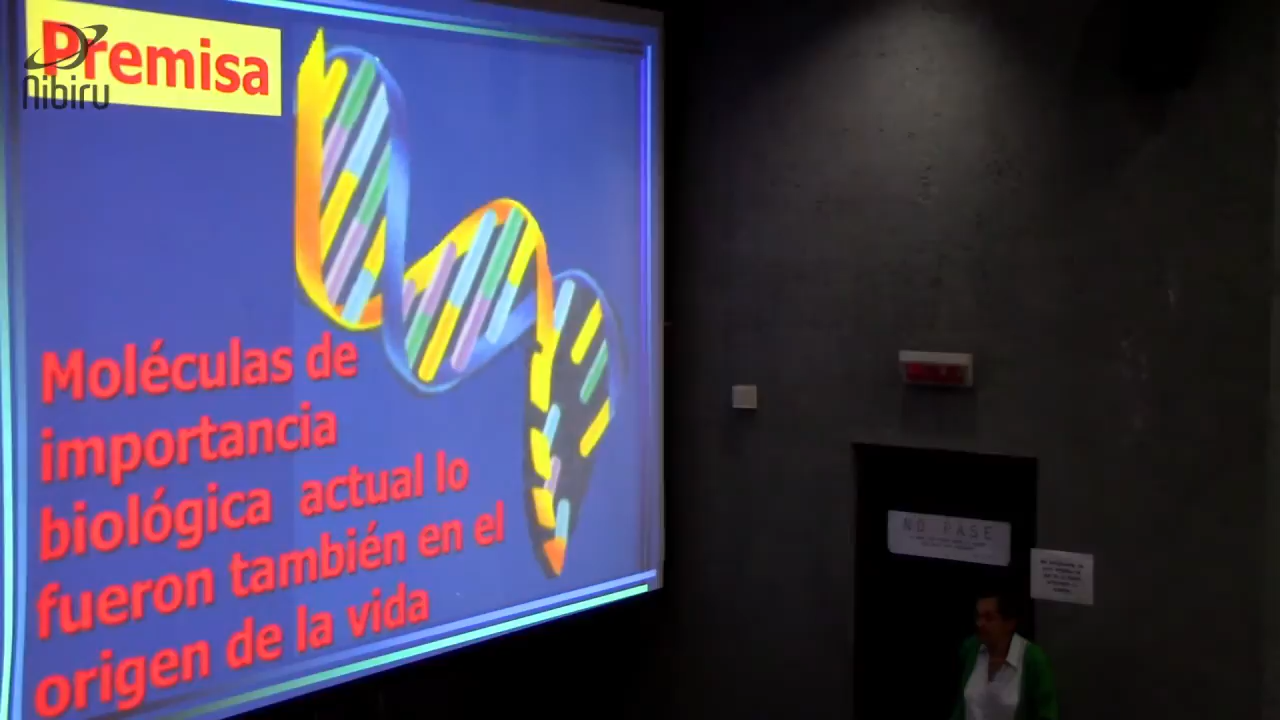 Premisa
nibiru
Moléculas de
importancia
biológica actual lo
fueron también en el
origen de la vida
NO PASE